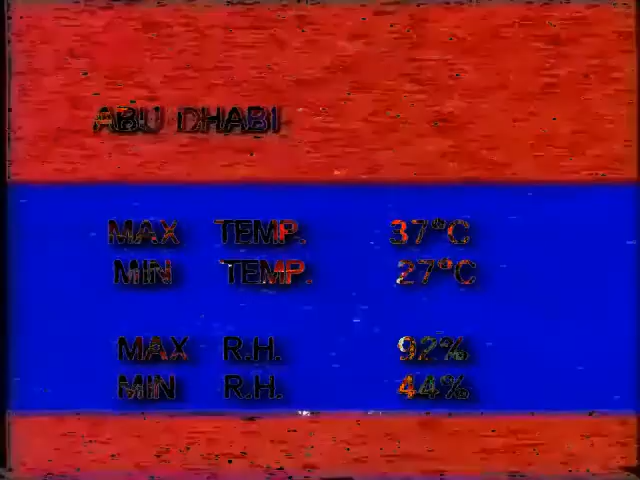 ABU DHABI
MAX TEMP. 37°C
MIN TEMP. 27°C
MAX R.H. 92%
MIN R.H. 44%